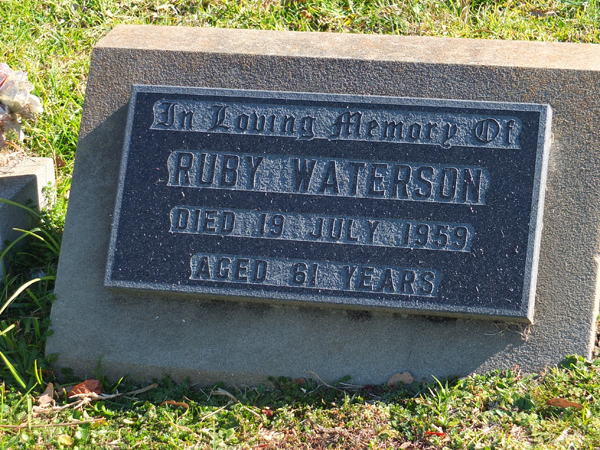 In Loving Memory Of
RUBY WATERSON
DIED 19 JULY 1959
AGED 61 YEARS